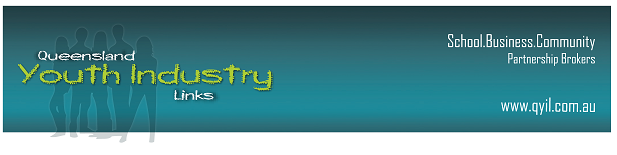 Queensland
Youth Industry
Links
School.Business.Community
Partnership Brokers
www.qyil.com.au